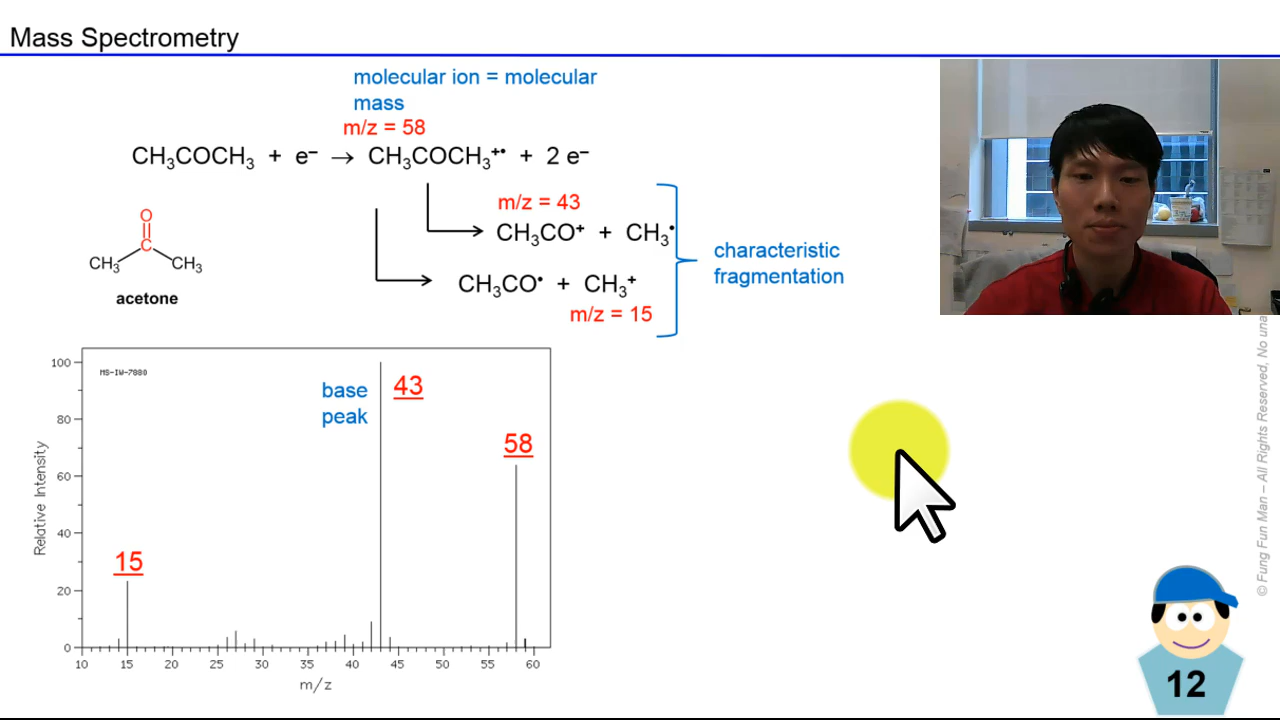 Mass Spectrometry
molecular ion = molecular
mass
m/z = 58
CH₃COCH₃ + e⁻ → CH₃COCH₃⁺• + 2 e⁻
m/z = 43
CH₃CO⁺ + CH₃•
CH₃CO• + CH₃⁺
m/z = 15
characteristic
fragmentation
O
C
CH₃ CH₃
acetone
MS-IW-7880
base
peak
43
58
15
Relative Intensity
100
80
60
40
20
0
10 15 20 25 30 35 40 45 50 55 60
m/z
© Fung Fun Man – All Rights Reserved, No una
12